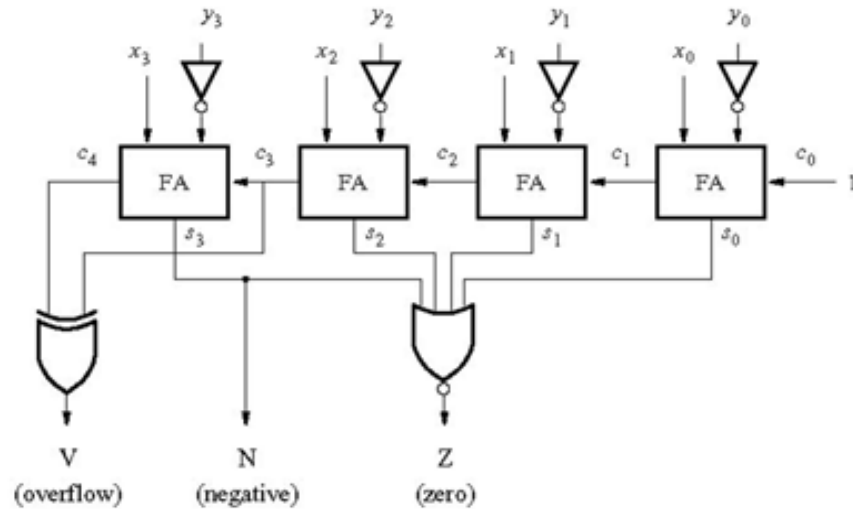 y3 y2 y1 y0
x3 x2 x1 x0
c4 c3 c2 c1 c0
FA FA FA FA 1
s3 s2 s1 s0
V N Z
(overflow) (negative) (zero)